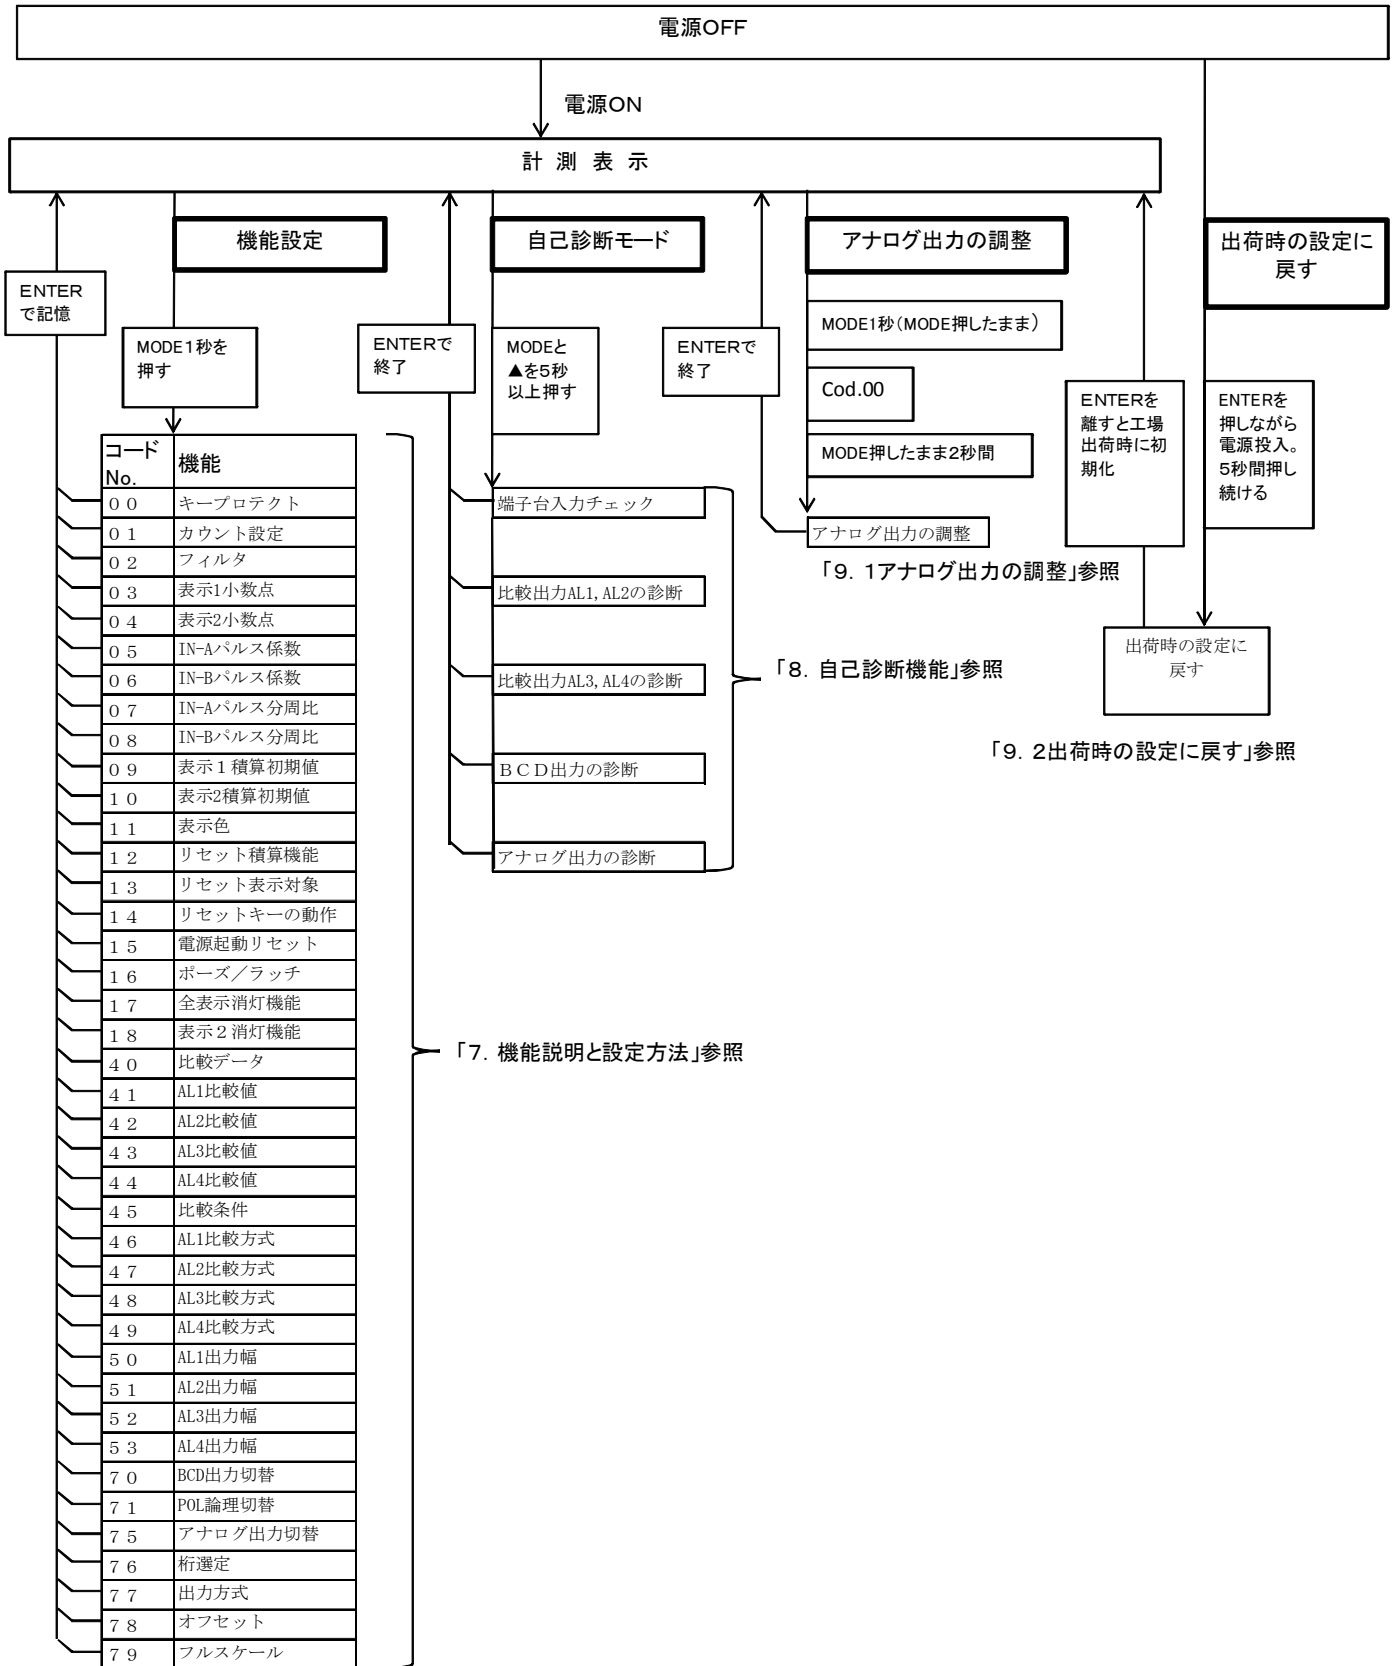 電源OFF
電源ON
計 測 表 示
機能設定
自己診断モード
アナログ出力の調整
出荷時の設定に
戻す
ENTER
で記憶
MODE1秒を
押す
ENTERで
終了
MODEと
▲を5秒
以上押す
ENTERで
終了
MODE1秒(MODE押したまま)
Cod.00
MODE押したまま2秒間
ENTERを
離すと工場
出荷時に初
期化
ENTERを
押しながら
電源投入。
5秒間押し
続ける
コード
No.
機能
00 キープロテクト
01 カウント設定
02 フィルタ
03 表示1小数点
04 表示2小数点
05 IN-Aパルス係数
06 IN-Bパルス係数
07 IN-Aパルス分周比
08 IN-Bパルス分周比
09 表示1積算初期値
10 表示2積算初期値
11 表示色
12 リセット積算機能
13 リセット表示対象
14 リセットキーの動作
15 電源起動リセット
16 ポーズ/ラッチ
17 全表示消灯機能
18 表示2消灯機能
40 比較データ
41 AL1比較値
42 AL2比較値
43 AL3比較値
44 AL4比較値
45 比較条件
46 AL1比較方式
47 AL2比較方式
48 AL3比較方式
49 AL4比較方式
50 AL1出力幅
51 AL2出力幅
52 AL3出力幅
53 AL4出力幅
70 BCD出力切替
71 POL論理切替
75 アナログ出力切替
76 桁選定
77 出力方式
78 オフセット
79 フルスケール
「7. 機能説明と設定方法」参照
端子台入力チェック
比較出力AL1,AL2の診断
比較出力AL3,AL4の診断
BCD出力の診断
アナログ出力の診断
「8. 自己診断機能」参照
アナログ出力の調整
「9. 1アナログ出力の調整」参照
出荷時の設定に
戻す
「9. 2出荷時の設定に戻す」参照